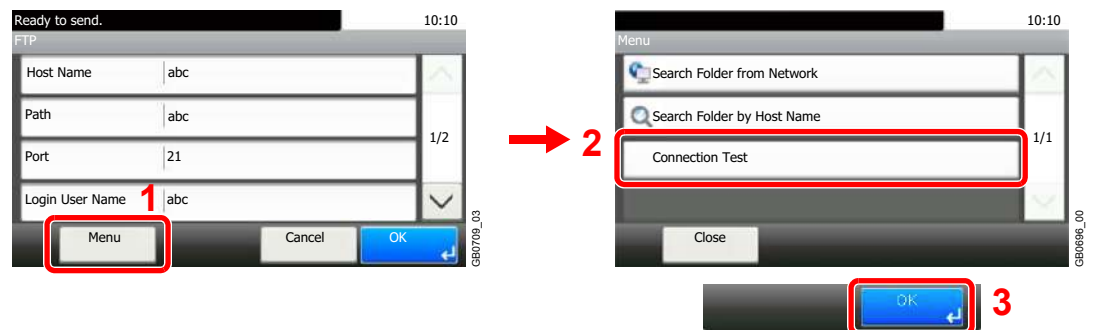 Ready to send. 10:10
FTP
Host Name abc
Path abc
1/2
Port 21
Login User Name abc
1
Menu Cancel OK
GB0709_03
2
10:10
Menu
Search Folder from Network
Search Folder by Host Name
1/1
Connection Test
Close
GB0696_00
OK
3